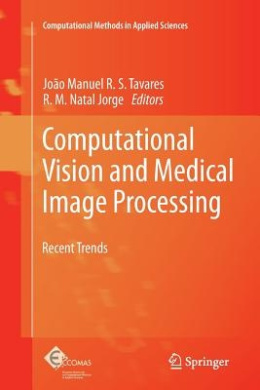 Computational Methods in Applied Sciences
João Manuel R. S. Tavares
R. M. Natal Jorge Editors
Computational
Vision and Medical
Image Processing
Recent Trends
ECCOMAS
Springer